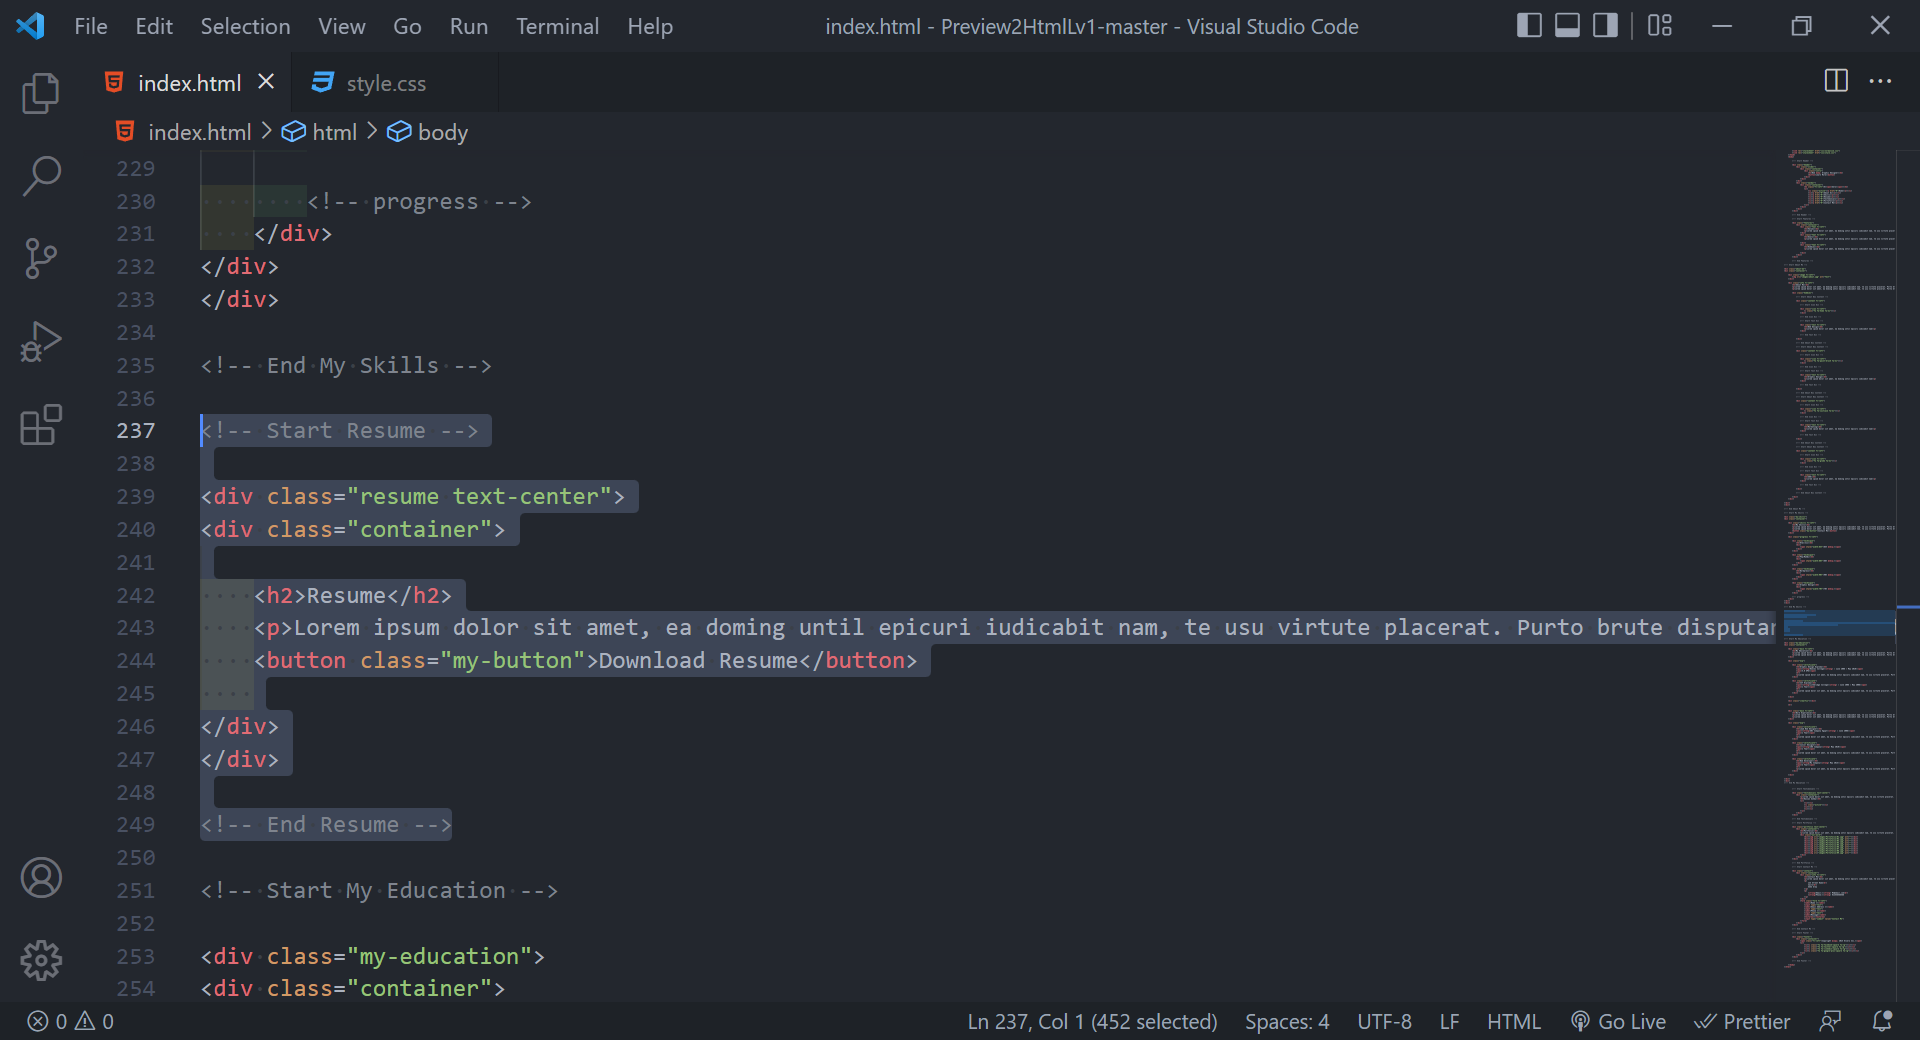 File Edit Selection View Go Run Terminal Help index.html - Preview2HtmlLv1-master - Visual Studio Code
index.html style.css
index.html > html > body
229
230 <!-- progress -->
231 </div>
232 </div>
233 </div>
234
235 <!-- End My Skills -->
236
237 <!-- Start Resume -->
238
239 <div class="resume text-center">
240 <div class="container">
241
242 <h2>Resume</h2>
243 <p>Lorem ipsum dolor sit amet, ea doming until epicuri iudicabit nam, te usu virtute placerat. Purto brute disputar
244 <button class="my-button">Download Resume</button>
245
246 </div>
247 </div>
248
249 <!-- End Resume -->
250
251 <!-- Start My Education -->
252
253 <div class="my-education">
254 <div class="container">
0 0 Ln 237, Col 1 (452 selected) Spaces: 4 UTF-8 LF HTML Go Live Prettier